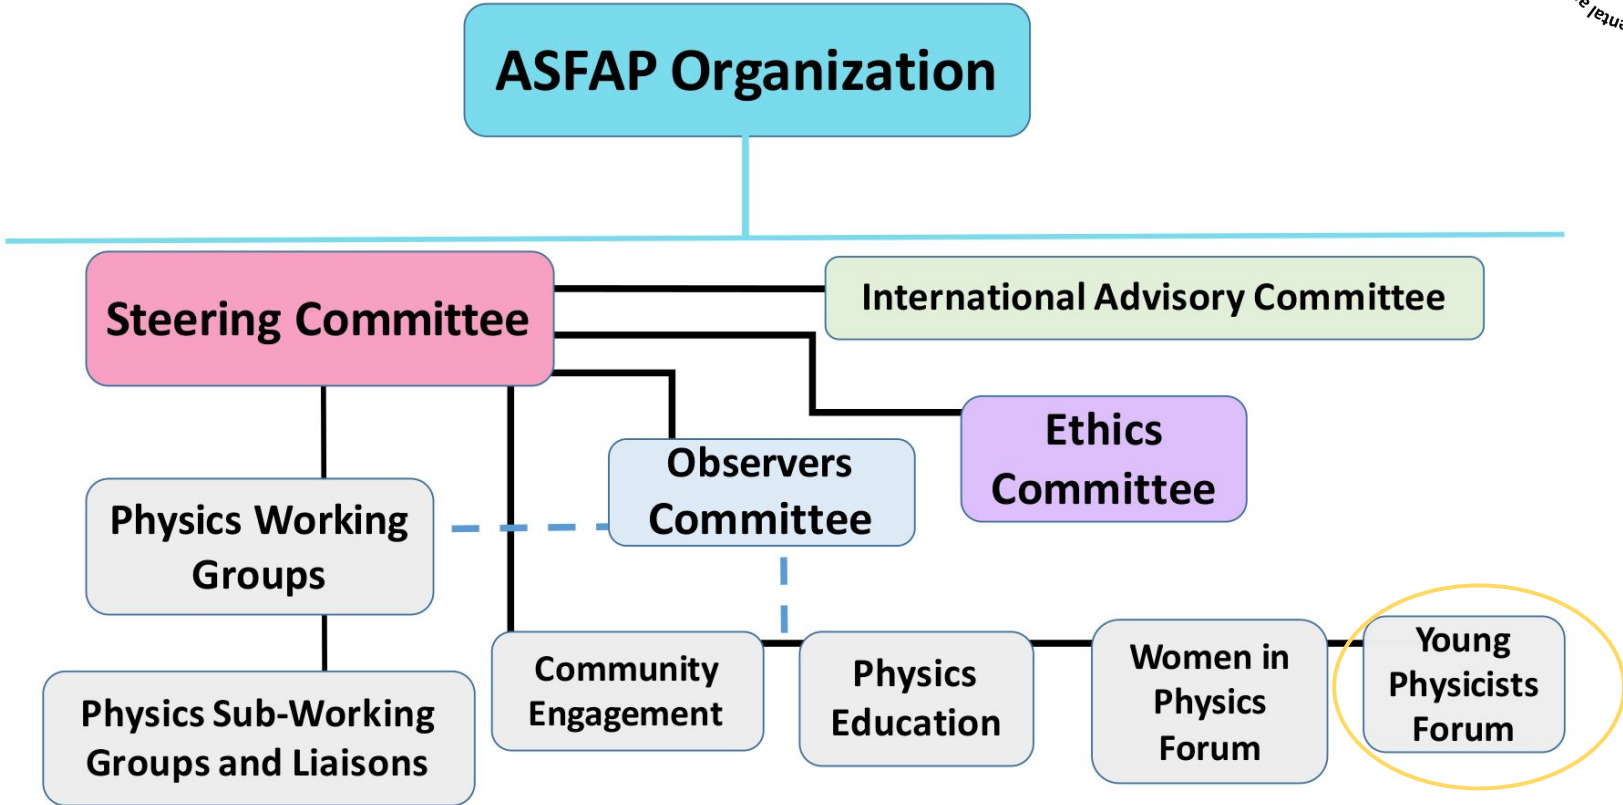 ASFAP Organization
Steering Committee
International Advisory Committee
Ethics
Committee
Observers
Committee
Physics Working
Groups
Physics Sub-Working
Groups and Liaisons
Community
Engagement
Physics
Education
Women in
Physics
Forum
Young
Physicists
Forum